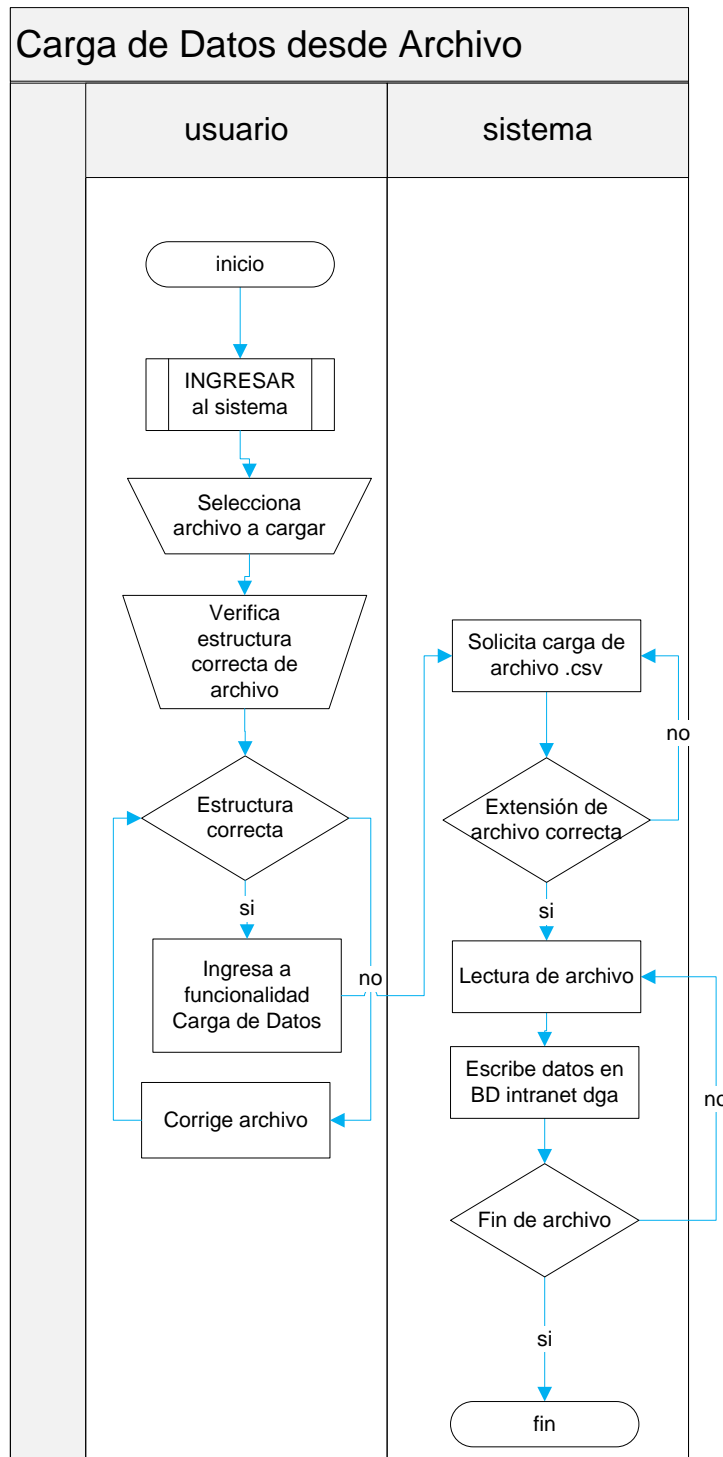 Carga de Datos desde Archivo
usuario
sistema
inicio
INGRESAR
al sistema
Selecciona
archivo a cargar
Verifica
estructura
correcta de
archivo
Estructura
correcta
si
no
Ingresa a
funcionalidad
Carga de Datos
Corrige archivo
Solicita carga de
archivo .csv
no
Extensión de
archivo correcta
si
Lectura de archivo
Escribe datos en
BD intranet dga
no
Fin de archivo
si
fin